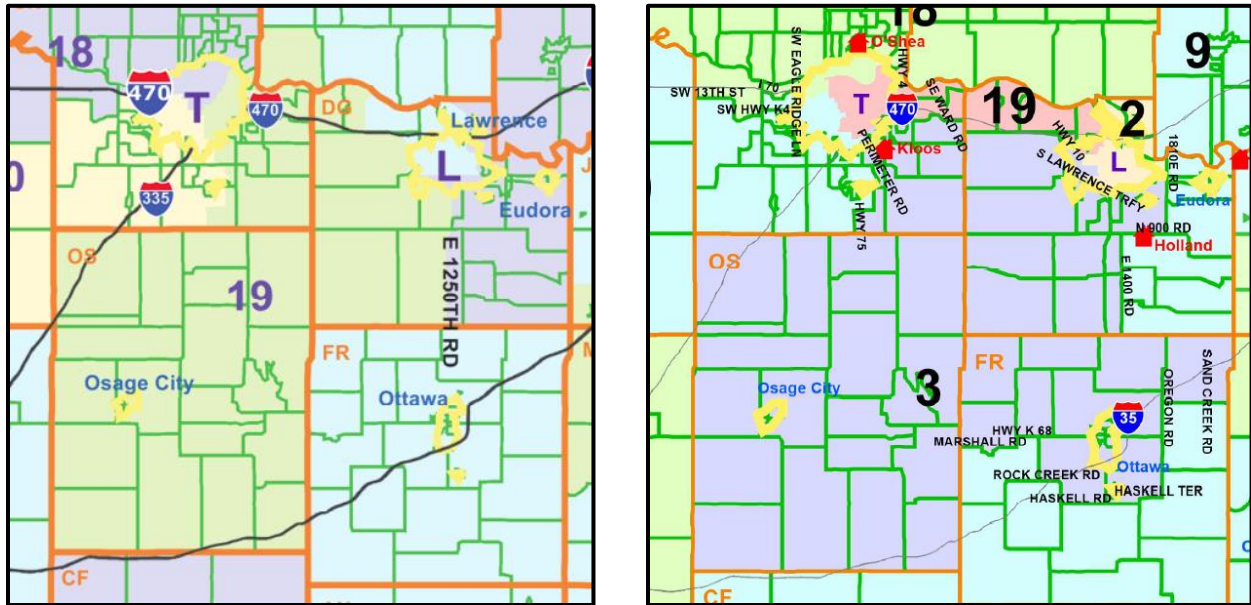 18
470
T
470
DG
Lawrence
L
335
Eudora
OS
E 1250TH RD
19
FR
Osage City
Ottawa
CF
18
O'Shea
9
SW EAGLE RIDGE LN
HWY 4
I 70
SW 13TH ST
SW HWY K4
T
470
SE WARD RD
19
2
HWY 10
Kloos
PERIMETER RD
L
S LAWRENCE TRFY
1810E RD
Eudora
HWY 75
N 900 RD
Holland
OS
E 1400 RD
FR
3
Osage City
OREGON RD
SAND CREEK RD
35
HWY K 68
MARSHALL RD
Ottawa
ROCK CREEK RD
HASKELL RD
HASKELL TER
CF